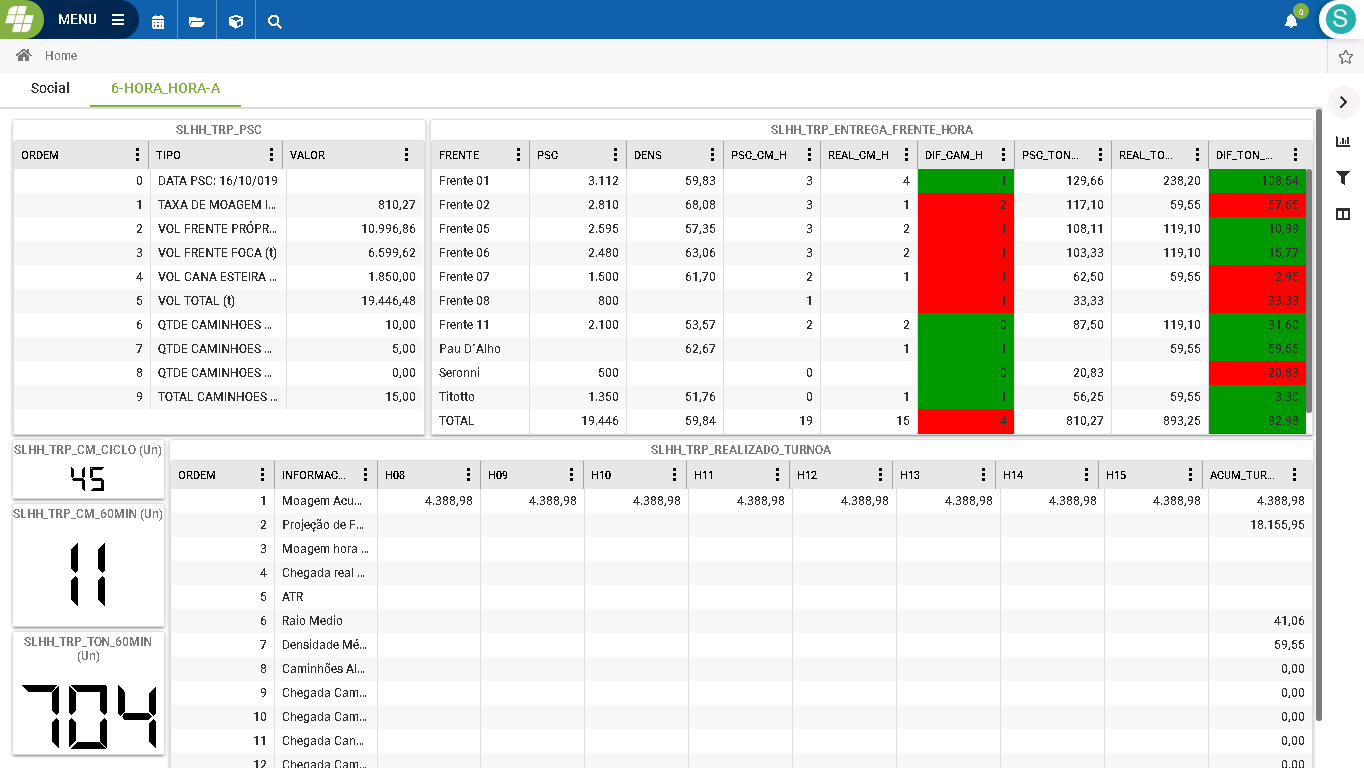 MENU
0
S
Home
Social 6-HORA_HORA-A
SLHH_TRP_PSC
ORDEM TIPO VALOR
0 DATA PSC: 16/10/019
1 TAXA DE MOAGEM I... 810,27
2 VOL FRENTE PRÓPR... 10.996,86
3 VOL FRENTE FOCA (t) 6.599,62
4 VOL CANA ESTEIRA ... 1.850,00
5 VOL TOTAL (t) 19.446,48
6 QTDE CAMINHOES ... 10,00
7 QTDE CAMINHOES ... 5,00
8 QTDE CAMINHOES ... 0,00
9 TOTAL CAMINHOES ... 15,00
SLHH_TRP_ENTREGA_FRENTE_HORA
FRENTE PSC DENS PSC_CM_H REAL_CM_H DIF_CAM_H PSC_TON... REAL_TO... DIF_TON_...
Frente 01 3.112 59,83 3 4 1 129,66 238,20 108,54
Frente 02 2.810 68,08 3 1 -2 117,10 59,55 -57,55
Frente 05 2.595 57,35 3 2 -1 108,11 119,10 10,99
Frente 06 2.480 63,06 3 2 -1 103,33 119,10 15,77
Frente 07 1.500 61,70 2 1 -1 62,50 59,55 -2,95
Frente 08 800 1 -1 33,33 -33,33
Frente 11 2.100 53,57 2 2 0 87,50 119,10 31,60
Pau D´Alho 62,67 1 1 59,55 59,55
Seronni 500 0 0 20,83 -20,83
Titotto 1.350 51,76 0 1 1 56,25 59,55 3,30
TOTAL 19.446 59,84 19 15 -4 810,27 893,25 82,98
SLHH_TRP_CM_CICLO (Un)
45
SLHH_TRP_CM_60MIN (Un)
11
SLHH_TRP_TON_60MIN
(Un)
704
SLHH_TRP_REALIZADO_TURNOA
ORDEM INFORMAC... H08 H09 H10 H11 H12 H13 H14 H15 ACUM_TUR...
1 Moagem Acu... 4.388,98 4.388,98 4.388,98 4.388,98 4.388,98 4.388,98 4.388,98 4.388,98 4.388,98
2 Projeção de F... 18.155,95
3 Moagem hora ...
4 Chegada real ...
5 ATR
6 Raio Medio 41,06
7 Densidade Mé... 59,55
8 Caminhões Al... 0,00
9 Chegada Cam... 0,00
10 Chegada Cam... 0,00
11 Chegada Can... 0,00
12 Chegada Cam... 0,00